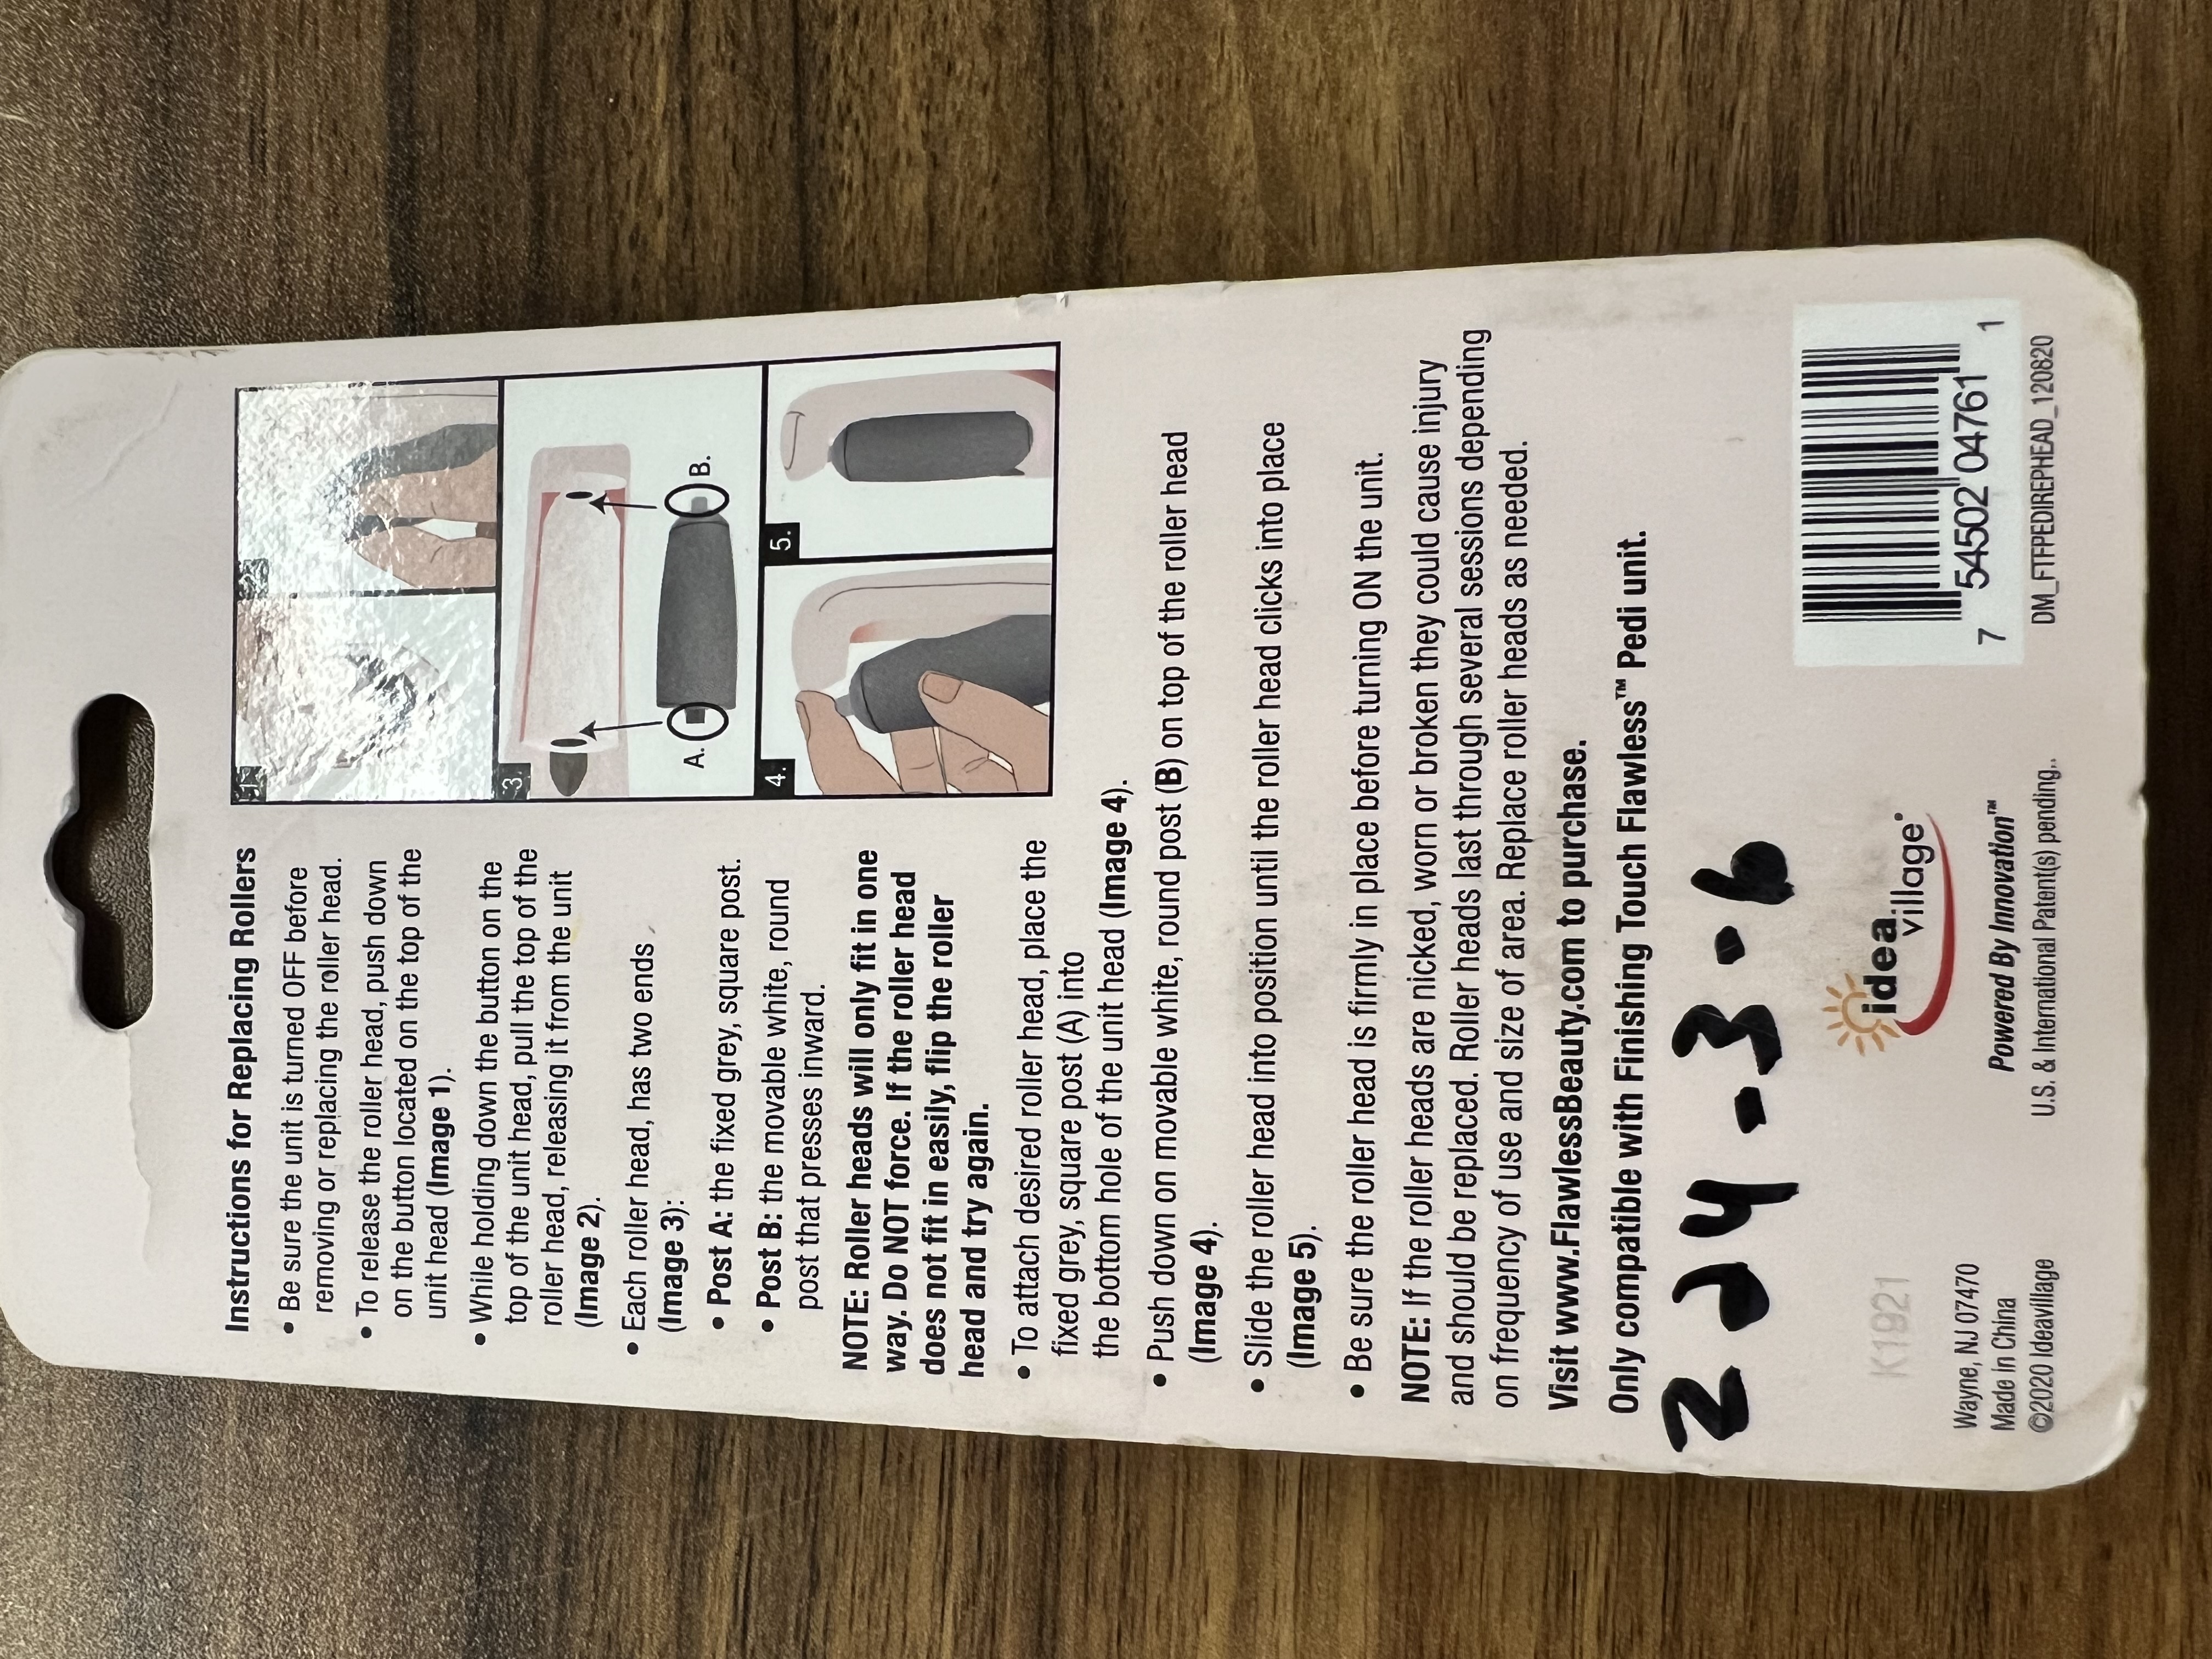 Instructions for Replacing Rollers
• Be sure the unit is turned OFF before
removing or replacing the roller head.
• To release the roller head, push down
on the button located on the top of the
unit head (Image 1).
• While holding down the button on the
top of the unit head, pull the top of the
roller head, releasing it from the unit
(Image 2).
• Each roller head, has two ends
(Image 3):
• Post A: the fixed grey, square post.
• Post B: the movable white, round
post that presses inward.
NOTE: Roller heads will only fit in one
way. Do NOT force. If the roller head
does not fit in easily, flip the roller
head and try again.
• To attach desired roller head, place the
fixed grey, square post (A) into
the bottom hole of the unit head (Image 4).
• Push down on movable white, round post (B) on top of the roller head
(Image 4).
• Slide the roller head into position until the roller head clicks into place
(Image 5).
• Be sure the roller head is firmly in place before turning ON the unit.
NOTE: If the roller heads are nicked, worn or broken they could cause injury
and should be replaced. Roller heads last through several sessions depending
on frequency of use and size of area. Replace roller heads as needed.
Visit www.FlawlessBeauty.com to purchase.
Only compatible with Finishing Touch Flawless™ Pedi unit.
1.
2.
3.
A.
B.
4.
5.
K1921
Wayne, NJ 07470
Made in China
©2020 Ideavillage
idea
village
Powered By Innovation™
U.S. & International Patent(s) pending..
7 54502 04761 1
DM_FTFPEDIREPHEAD_120820